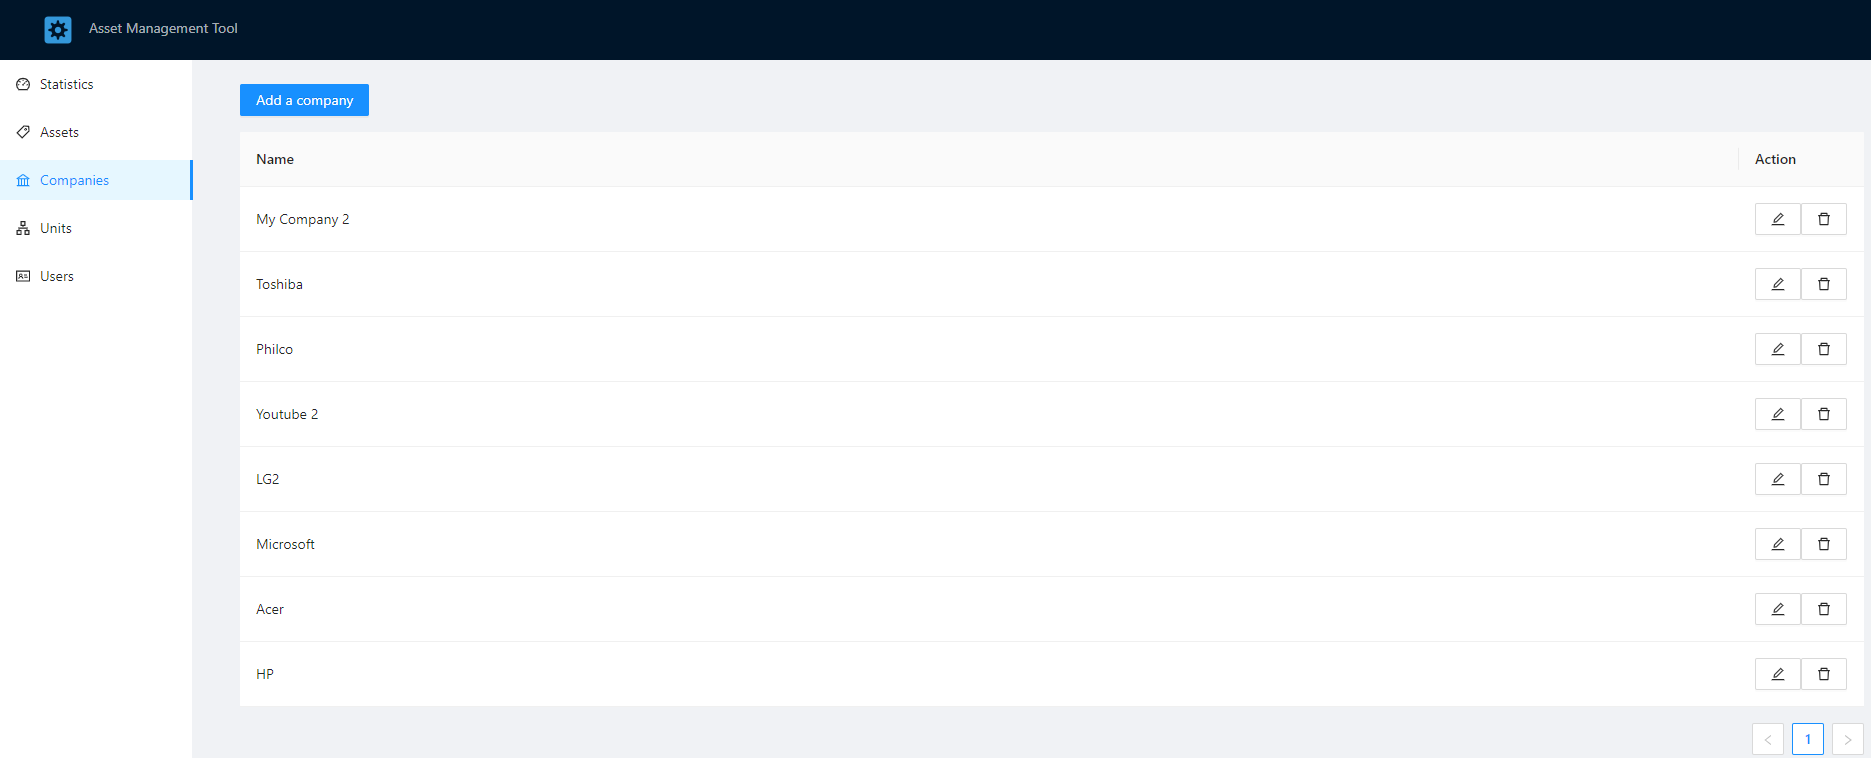 Asset Management Tool
Statistics
Assets
Companies
Units
Users
Add a company
Name Action
My Company 2
Toshiba
Philco
Youtube 2
LG2
Microsoft
Acer
HP
1